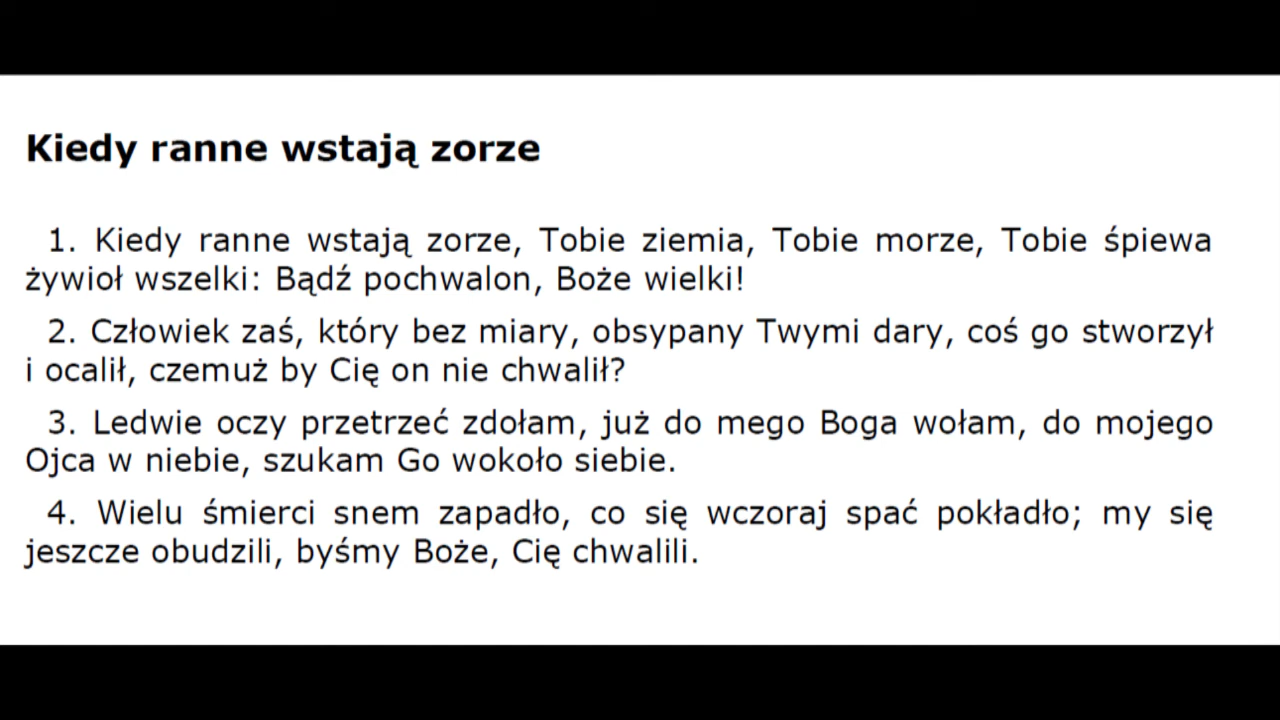 Kiedy ranne wstają zorze
1. Kiedy ranne wstają zorze, Tobie ziemia, Tobie morze, Tobie śpiewa
żywioł wszelki: Bądź pochwalon, Boże wielki!
2. Człowiek zaś, który bez miary, obsypany Twymi dary, coś go stworzył
i ocalił, czemuż by Cię on nie chwalił?
3. Ledwie oczy przetrzeć zdołam, już do mego Boga wołam, do mojego
Ojca w niebie, szukam Go wokoło siebie.
4. Wielu śmierci snem zapadło, co się wczoraj spać pokładło; my się
jeszcze obudzili, byśmy Boże, Cię chwalili.